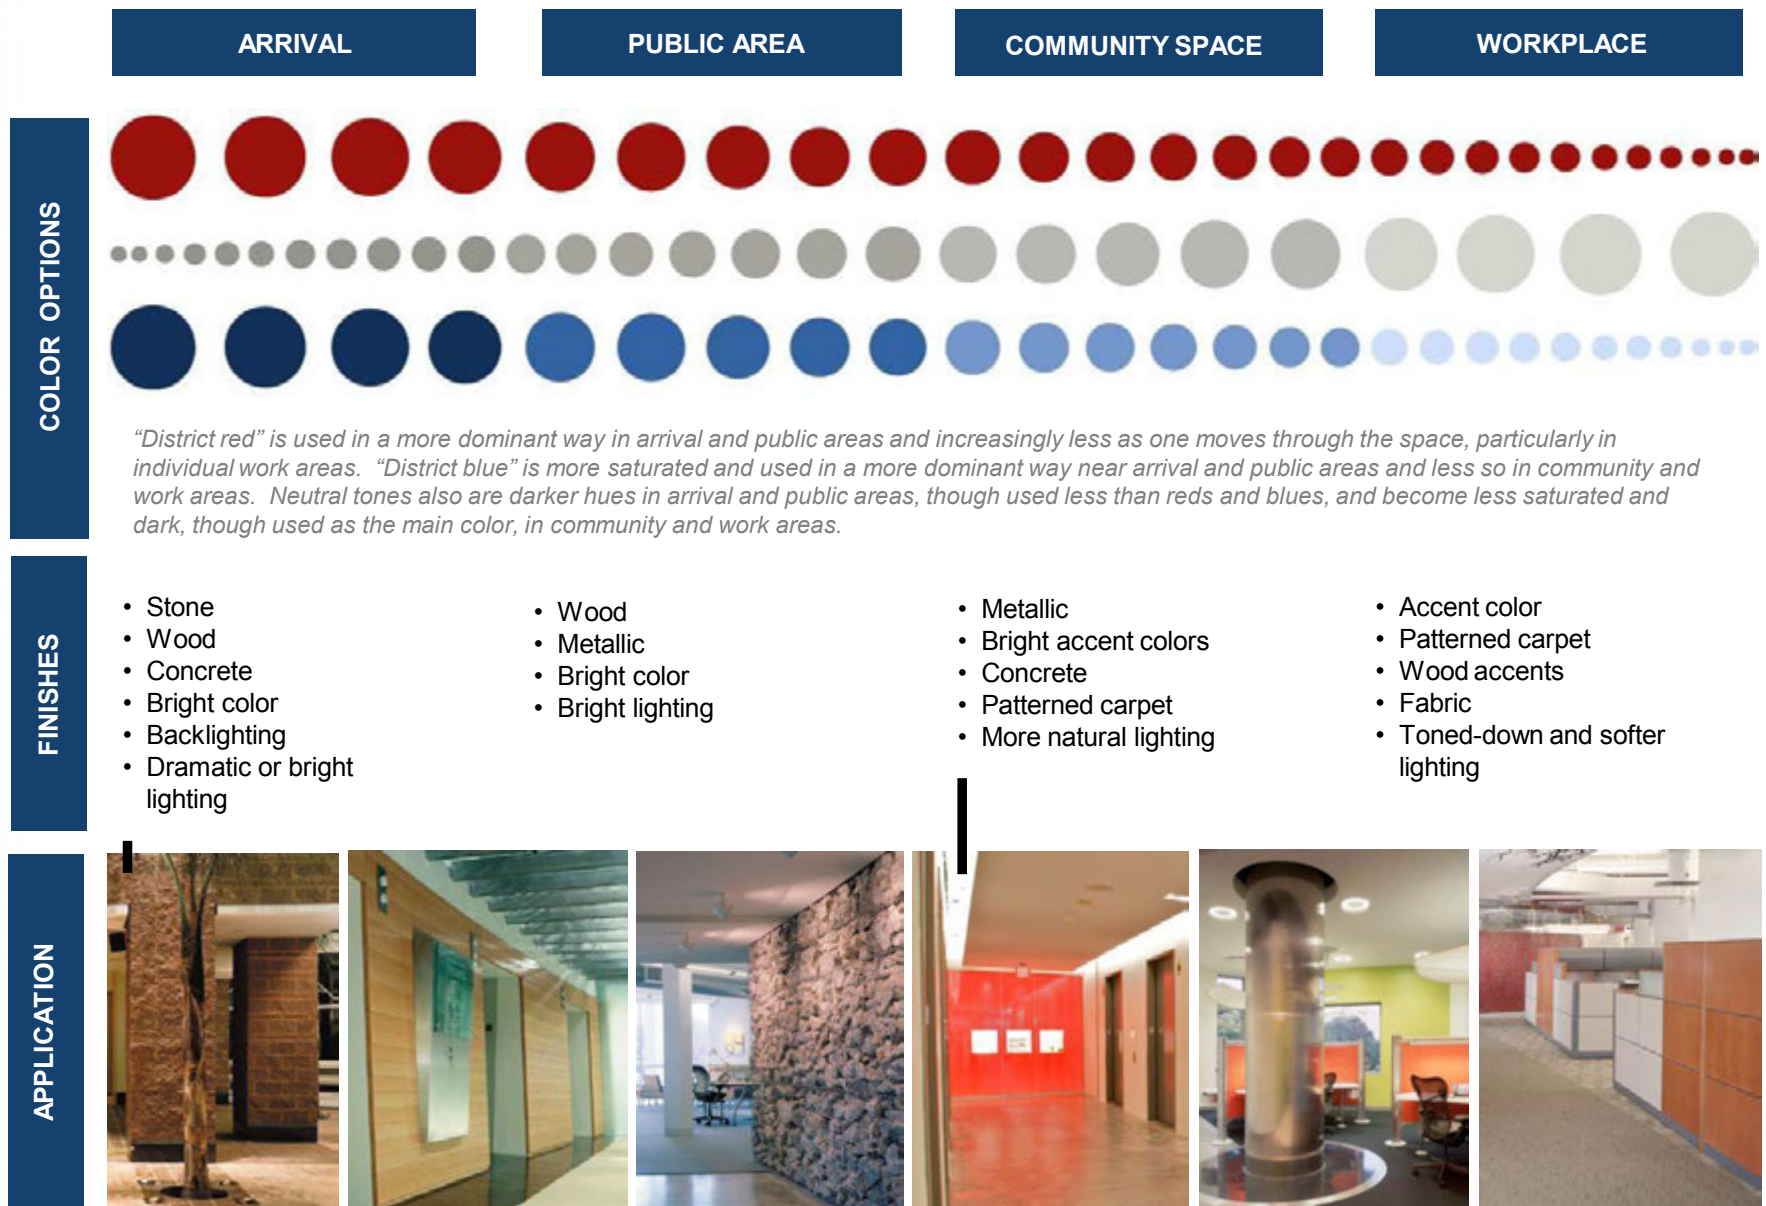 ARRIVAL
PUBLIC AREA
COMMUNITY SPACE
WORKPLACE
COLOR OPTIONS
“District red” is used in a more dominant way in arrival and public areas and increasingly less as one moves through the space, particularly in
individual work areas. “District blue” is more saturated and used in a more dominant way near arrival and public areas and less so in community and
work areas. Neutral tones also are darker hues in arrival and public areas, though used less than reds and blues, and become less saturated and
dark, though used as the main color, in community and work areas.
FINISHES
• Stone
• Wood
• Concrete
• Bright color
• Backlighting
• Dramatic or bright
lighting
• Wood
• Metallic
• Bright color
• Bright lighting
• Metallic
• Bright accent colors
• Concrete
• Patterned carpet
• More natural lighting
• Accent color
• Patterned carpet
• Wood accents
• Fabric
• Toned-down and softer
lighting
APPLICATION